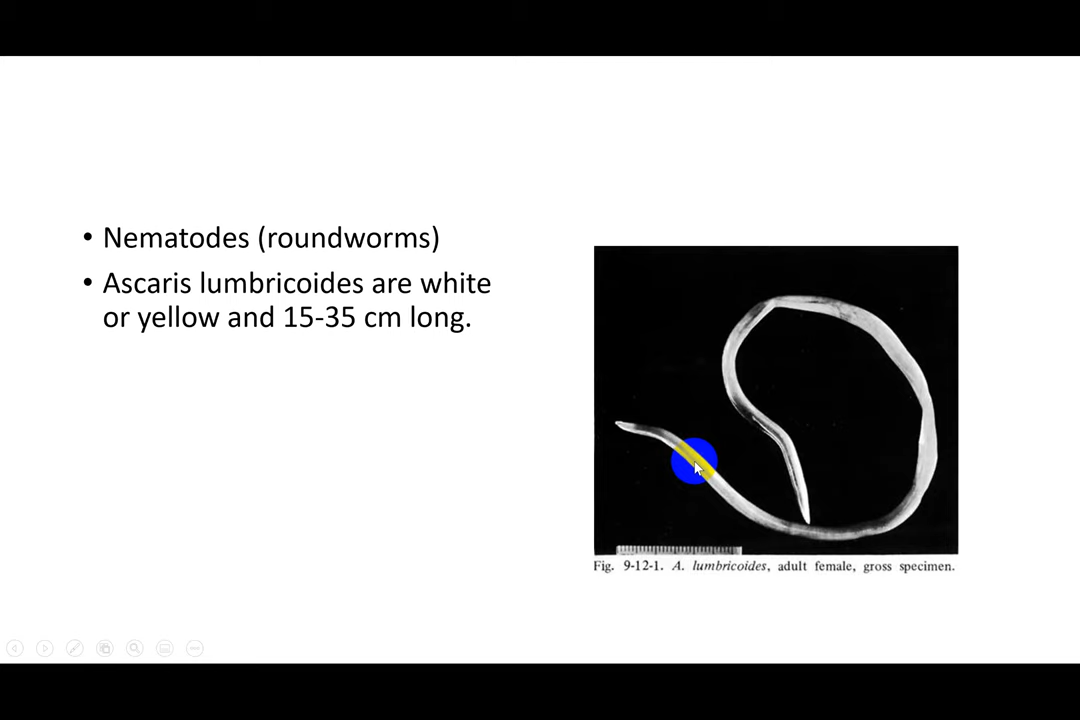 • Nematodes (roundworms)
• Ascaris lumbricoides are white
or yellow and 15-35 cm long.
Fig. 9-12-1. A. lumbricoides, adult female, gross specimen.